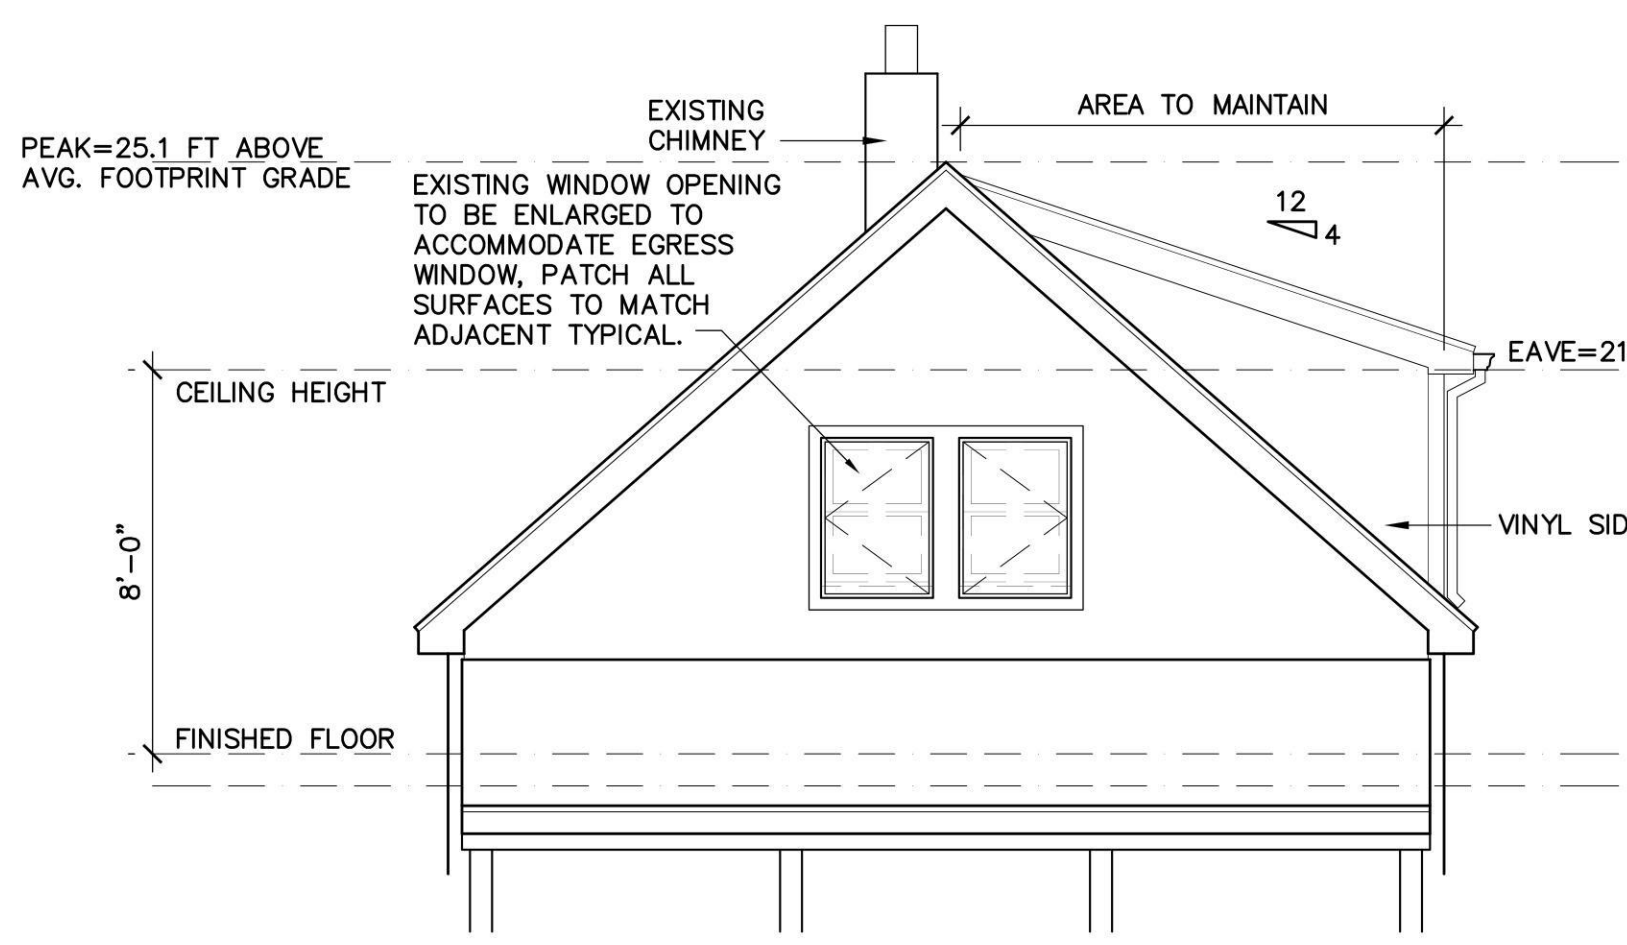 AREA TO MAINTAIN
EXISTING
CHIMNEY
PEAK=25.1 FT ABOVE
AVG. FOOTPRINT GRADE
EXISTING WINDOW OPENING
TO BE ENLARGED TO
ACCOMMODATE EGRESS
WINDOW, PATCH ALL
SURFACES TO MATCH
ADJACENT TYPICAL.
12
4
EAVE=21
CEILING HEIGHT
8'-0"
VINYL SID
FINISHED FLOOR